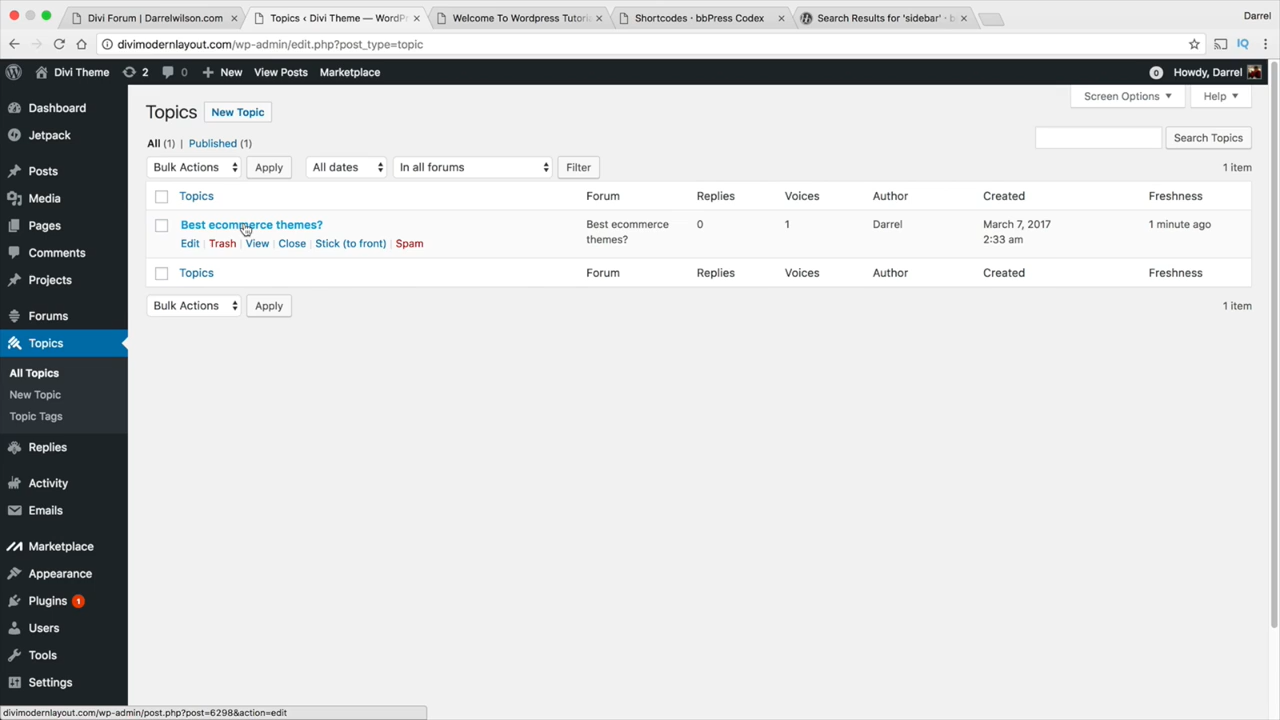 Divi Forum | Darrelwilson.com
Topics ‹ Divi Theme — WordPr
Welcome To Wordpress Tutoria
Shortcodes · bbPress Codex
Search Results for 'sidebar' · b
Darrel
divimodernlayout.com/wp-admin/edit.php?post_type=topic
Divi Theme 2 0 New View Posts Marketplace 0 Howdy, Darrel
Dashboard
Jetpack
Posts
Media
Pages
Comments
Projects
Forums
Topics
All Topics
New Topic
Topic Tags
Replies
Activity
Emails
Marketplace
Appearance
Plugins 1
Users
Tools
Settings
Screen Options Help
Topics New Topic
All (1) | Published (1)
Search Topics
Bulk Actions Apply All dates In all forums Filter 1 item
Topics Forum Replies Voices Author Created Freshness
Best ecommerce themes? Best ecommerce themes? 0 1 Darrel March 7, 2017 2:33 am 1 minute ago
Edit | Trash | View | Close | Stick (to front) | Spam
Topics Forum Replies Voices Author Created Freshness
Bulk Actions Apply 1 item
divimodernlayout.com/wp-admin/post.php?post=6298&action=edit